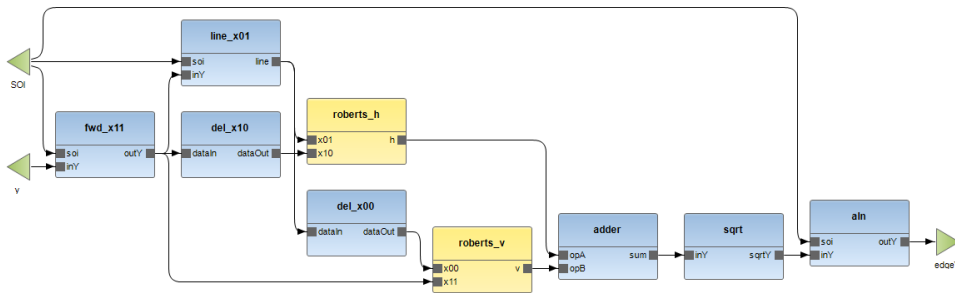 line_x01
soi line
inY
SOI
fwd_x11
soi outY
inY
del_x10
dataIn dataOut
roberts_h
x01 h
x10
del_x00
dataIn dataOut
roberts_v
x00 v
x11
adder
opA sum
opB
sqrt
inY sqrtY
aln
soi outY
inY